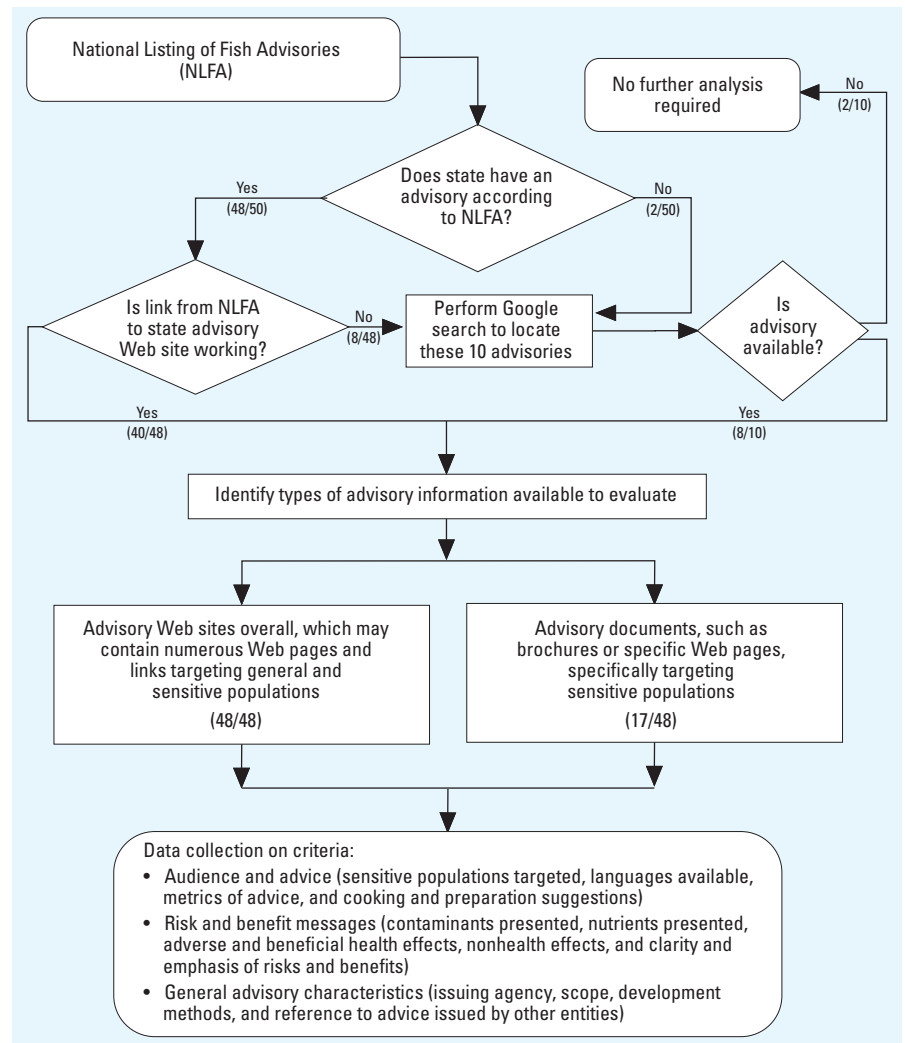 National Listing of Fish Advisories
(NLFA)
No further analysis
required
No
(2/10)
Does state have an
advisory according
to NLFA?
Yes
(48/50)
No
(2/50)
Is link from NLFA
to state advisory
Web site working?
No
(8/48)
Perform Google
search to locate
these 10 advisories
Is
advisory
available?
Yes
(40/48)
Yes
(8/10)
Identify types of advisory information available to evaluate
Advisory Web sites overall, which may
contain numerous Web pages and
links targeting general and
sensitive populations
(48/48)
Advisory documents, such as
brochures or specific Web pages,
specifically targeting
sensitive populations
(17/48)
Data collection on criteria:
• Audience and advice (sensitive populations targeted, languages available,
metrics of advice, and cooking and preparation suggestions)
• Risk and benefit messages (contaminants presented, nutrients presented,
adverse and beneficial health effects, nonhealth effects, and clarity and
emphasis of risks and benefits)
• General advisory characteristics (issuing agency, scope, development
methods, and reference to advice issued by other entities)